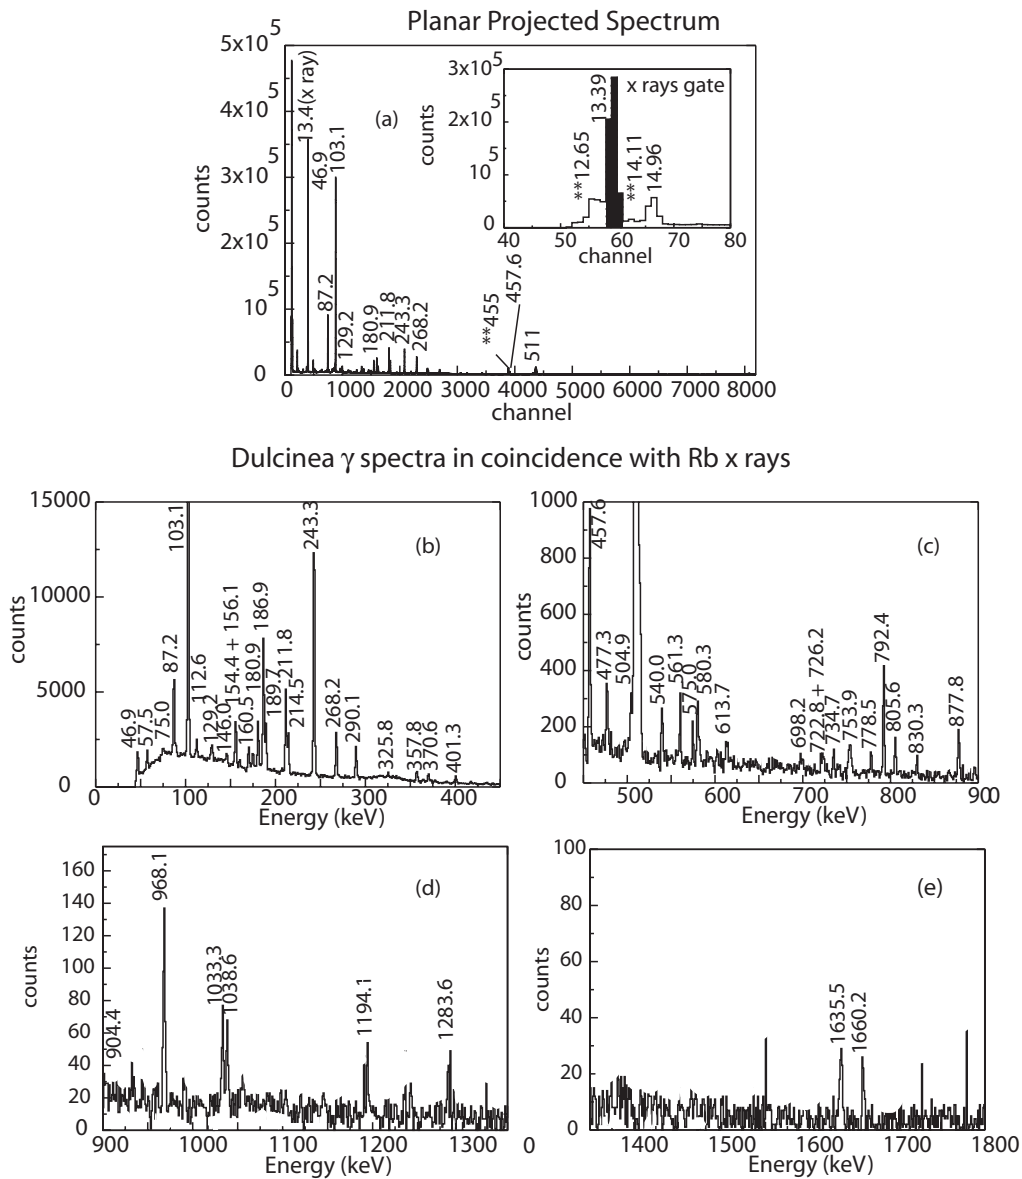 Planar Projected Spectrum
5x10 5
4x10 5
3x10 5
2x10 5
10 5
0
counts
(a)
13.4(x ray)
46.9
103.1
87.2
129.2
180.9
211.8
243.3
268.2
**455
457.6
511
0 1000 2000 3000 4000 5000 6000 7000 8000
channel
3x10 5
2x10 5
10 5
0
counts
x rays gate
**12.65
13.39
**14.11
14.96
40 50 60 70 80
channel
Dulcinea γ spectra in coincidence with Rb x rays
15000
10000
5000
0
counts
(b)
46.9
57.5
75.0
87.2
103.1
112.6
129.2
146.0
154.4 + 156.1
160.5
180.9
186.9
189.7
211.8
214.5
243.3
268.2
290.1
325.8
357.8
370.6
401.3
0 100 200 300 400
Energy (keV)
1000
800
600
400
200
0
counts
(c)
457.6
477.3
504.9
540.0
561.3
575.0
580.3
613.7
698.2
722.8 + 726.2
734.7
753.9
778.5
792.4
805.6
830.3
877.8
500 600 700 800 900
Energy (keV)
160
140
120
100
80
60
40
20
0
counts
(d)
904.4
968.1
1033.3
1038.6
1194.1
1283.6
900 1000 1100 1200 1300
Energy (keV)
100
80
60
40
20
0
counts
(e)
1635.5
1660.2
0 1400 1500 1600 1700 1800
Energy (keV)